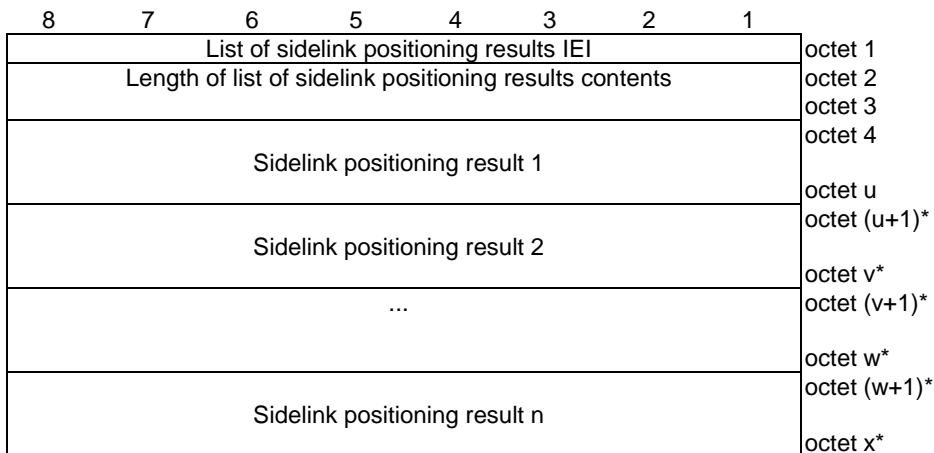 8 7 6 5 4 3 2 1
List of sidelink positioning results IEI octet 1
Length of list of sidelink positioning results contents octet 2
octet 3
octet 4
Sidelink positioning result 1
octet u
octet (u+1)*
Sidelink positioning result 2
octet v*
... octet (v+1)*
octet w*
octet (w+1)*
Sidelink positioning result n
octet x*